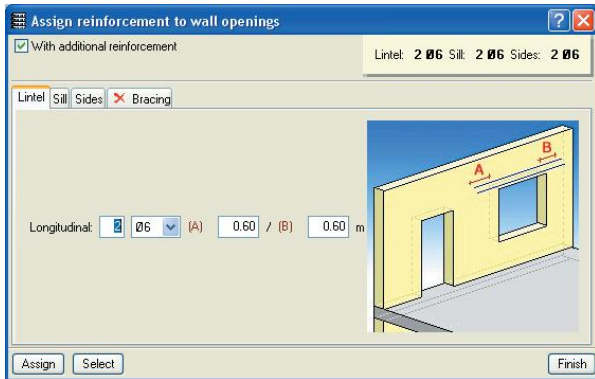 Assign reinforcement to wall openings
With additional reinforcement
Lintel: 2 Ø6 Sill: 2 Ø6 Sides: 2 Ø6
Lintel Sill Sides Bracing
A B
Longitudinal: 2 Ø6 (A) 0.60 / (B) 0.60 m
Assign Select Finish